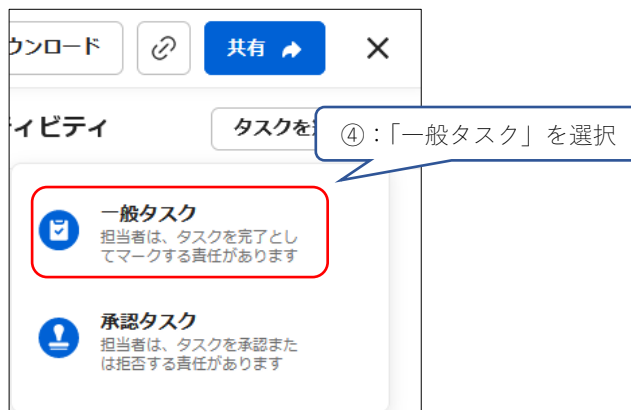 ウンロード
共有
ィビティ
タスクを
④：「一般タスク」を選択
一般タスク
担当者は、タスクを完了とし
てマークする責任があります
承認タスク
担当者は、タスクを承認また
は拒否する責任があります